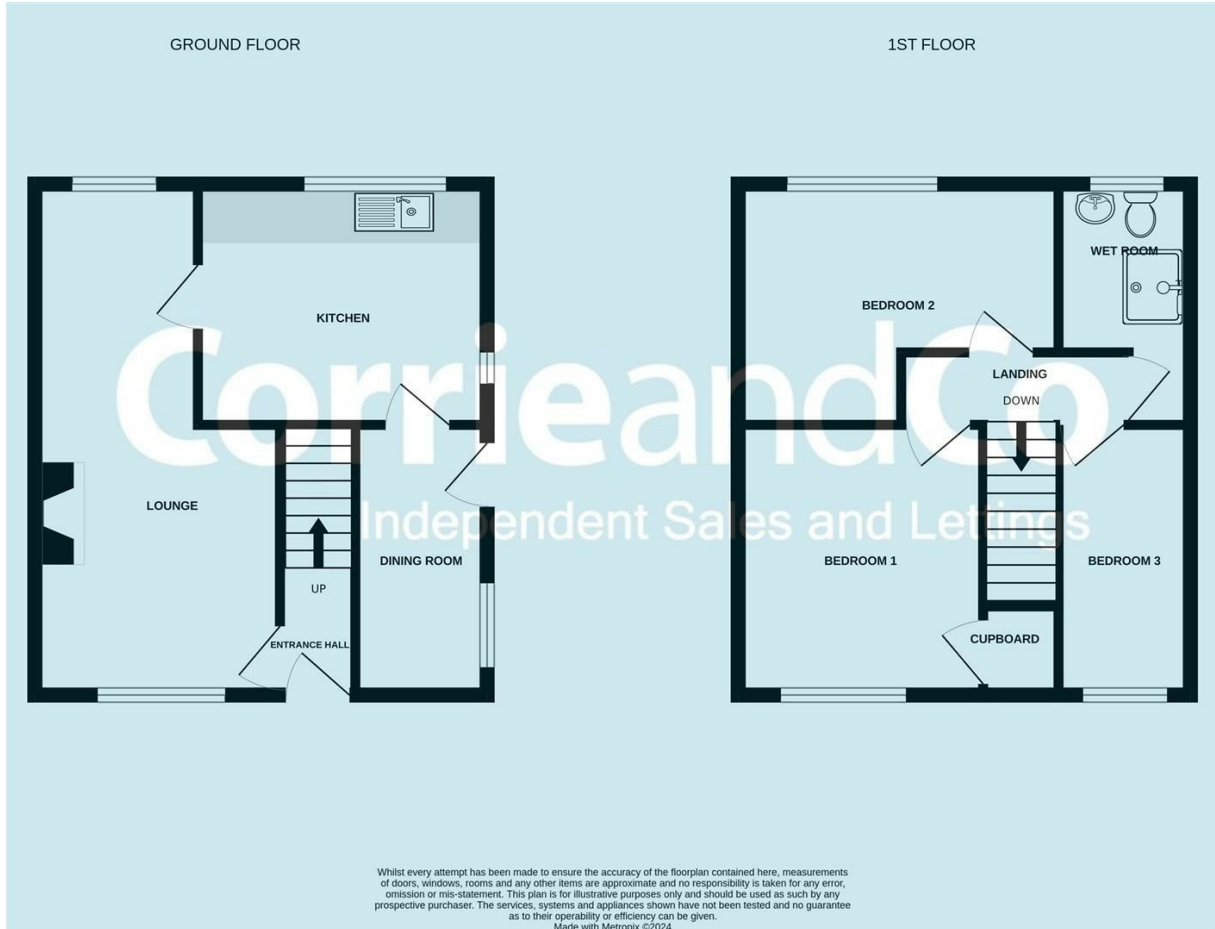 GROUND FLOOR
1ST FLOOR
KITCHEN
LOUNGE
DINING ROOM
UP
ENTRANCE HALL
WET ROOM
BEDROOM 2
LANDING
DOWN
BEDROOM 1
BEDROOM 3
CUPBOARD
CorrieandCo
Independent Sales and Lettings
Whilst every attempt has been made to ensure the accuracy of the floorplan contained here, measurements
of doors, windows, rooms and any other items are approximate and no responsibility is taken for any error,
omission or mis-statement. This plan is for illustrative purposes only and should be used as such by any
prospective purchaser. The services, systems and appliances shown have not been tested and no guarantee
as to their operability or efficiency can be given.
Made with Metropix ©2024